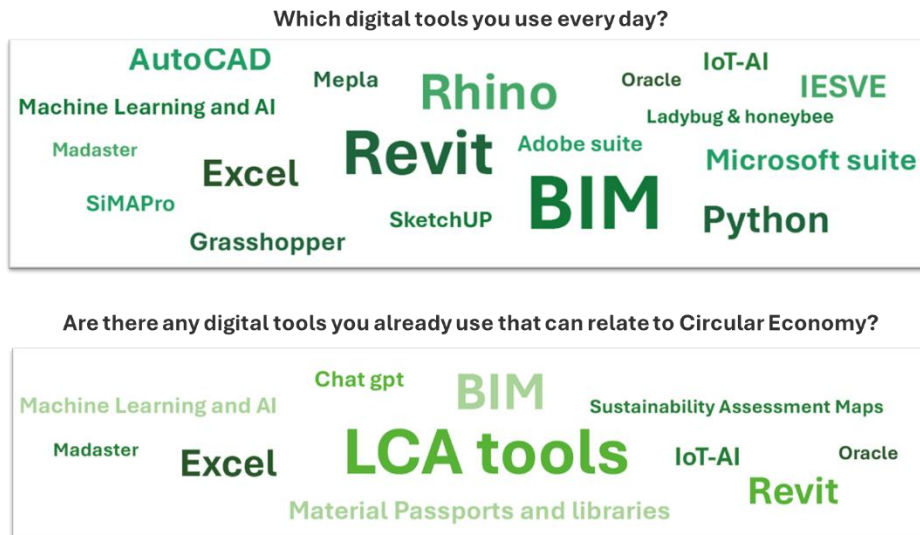 Which digital tools you use every day?
AutoCAD
IoT-AI
Mepla
Rhino
Oracle
IESVE
Machine Learning and AI
Ladybug & honeybee
Madaster
Revit
Adobe suite
Microsoft suite
Excel
SiMAPro
BIM
SketchUP
Python
Grasshopper
Are there any digital tools you already use that can relate to Circular Economy?
Chat gpt
BIM
Machine Learning and AI
Sustainability Assessment Maps
Madaster
LCA tools
IoT-AI
Oracle
Excel
Revit
Material Passports and libraries